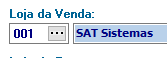 Loja da Venda:
001 ... SAT Sistemas